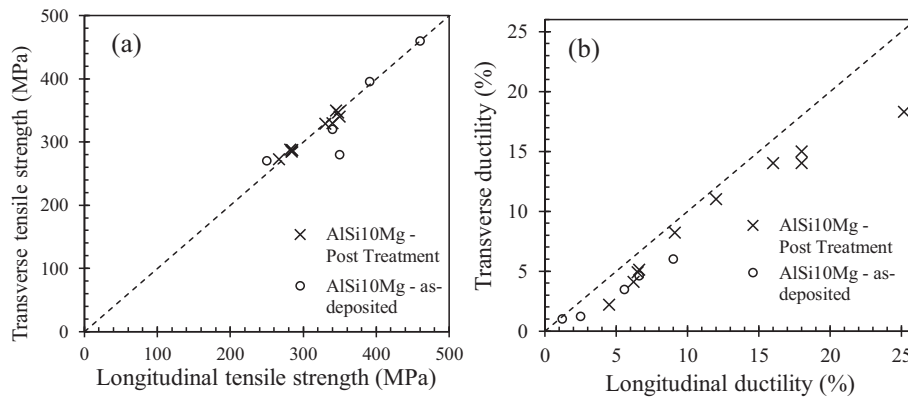 (a)
Transverse tensile strength (MPa)
500
400
300
200
100
0
0 100 200 300 400 500
Longitudinal tensile strength (MPa)
AlSi10Mg -
Post Treatment
AlSi10Mg - as-
deposited
(b)
Transverse ductility (%)
25
20
15
10
5
0
0 5 10 15 20 25
Longitudinal ductility (%)
AlSi10Mg -
Post Treatment
AlSi10Mg - as-
deposited